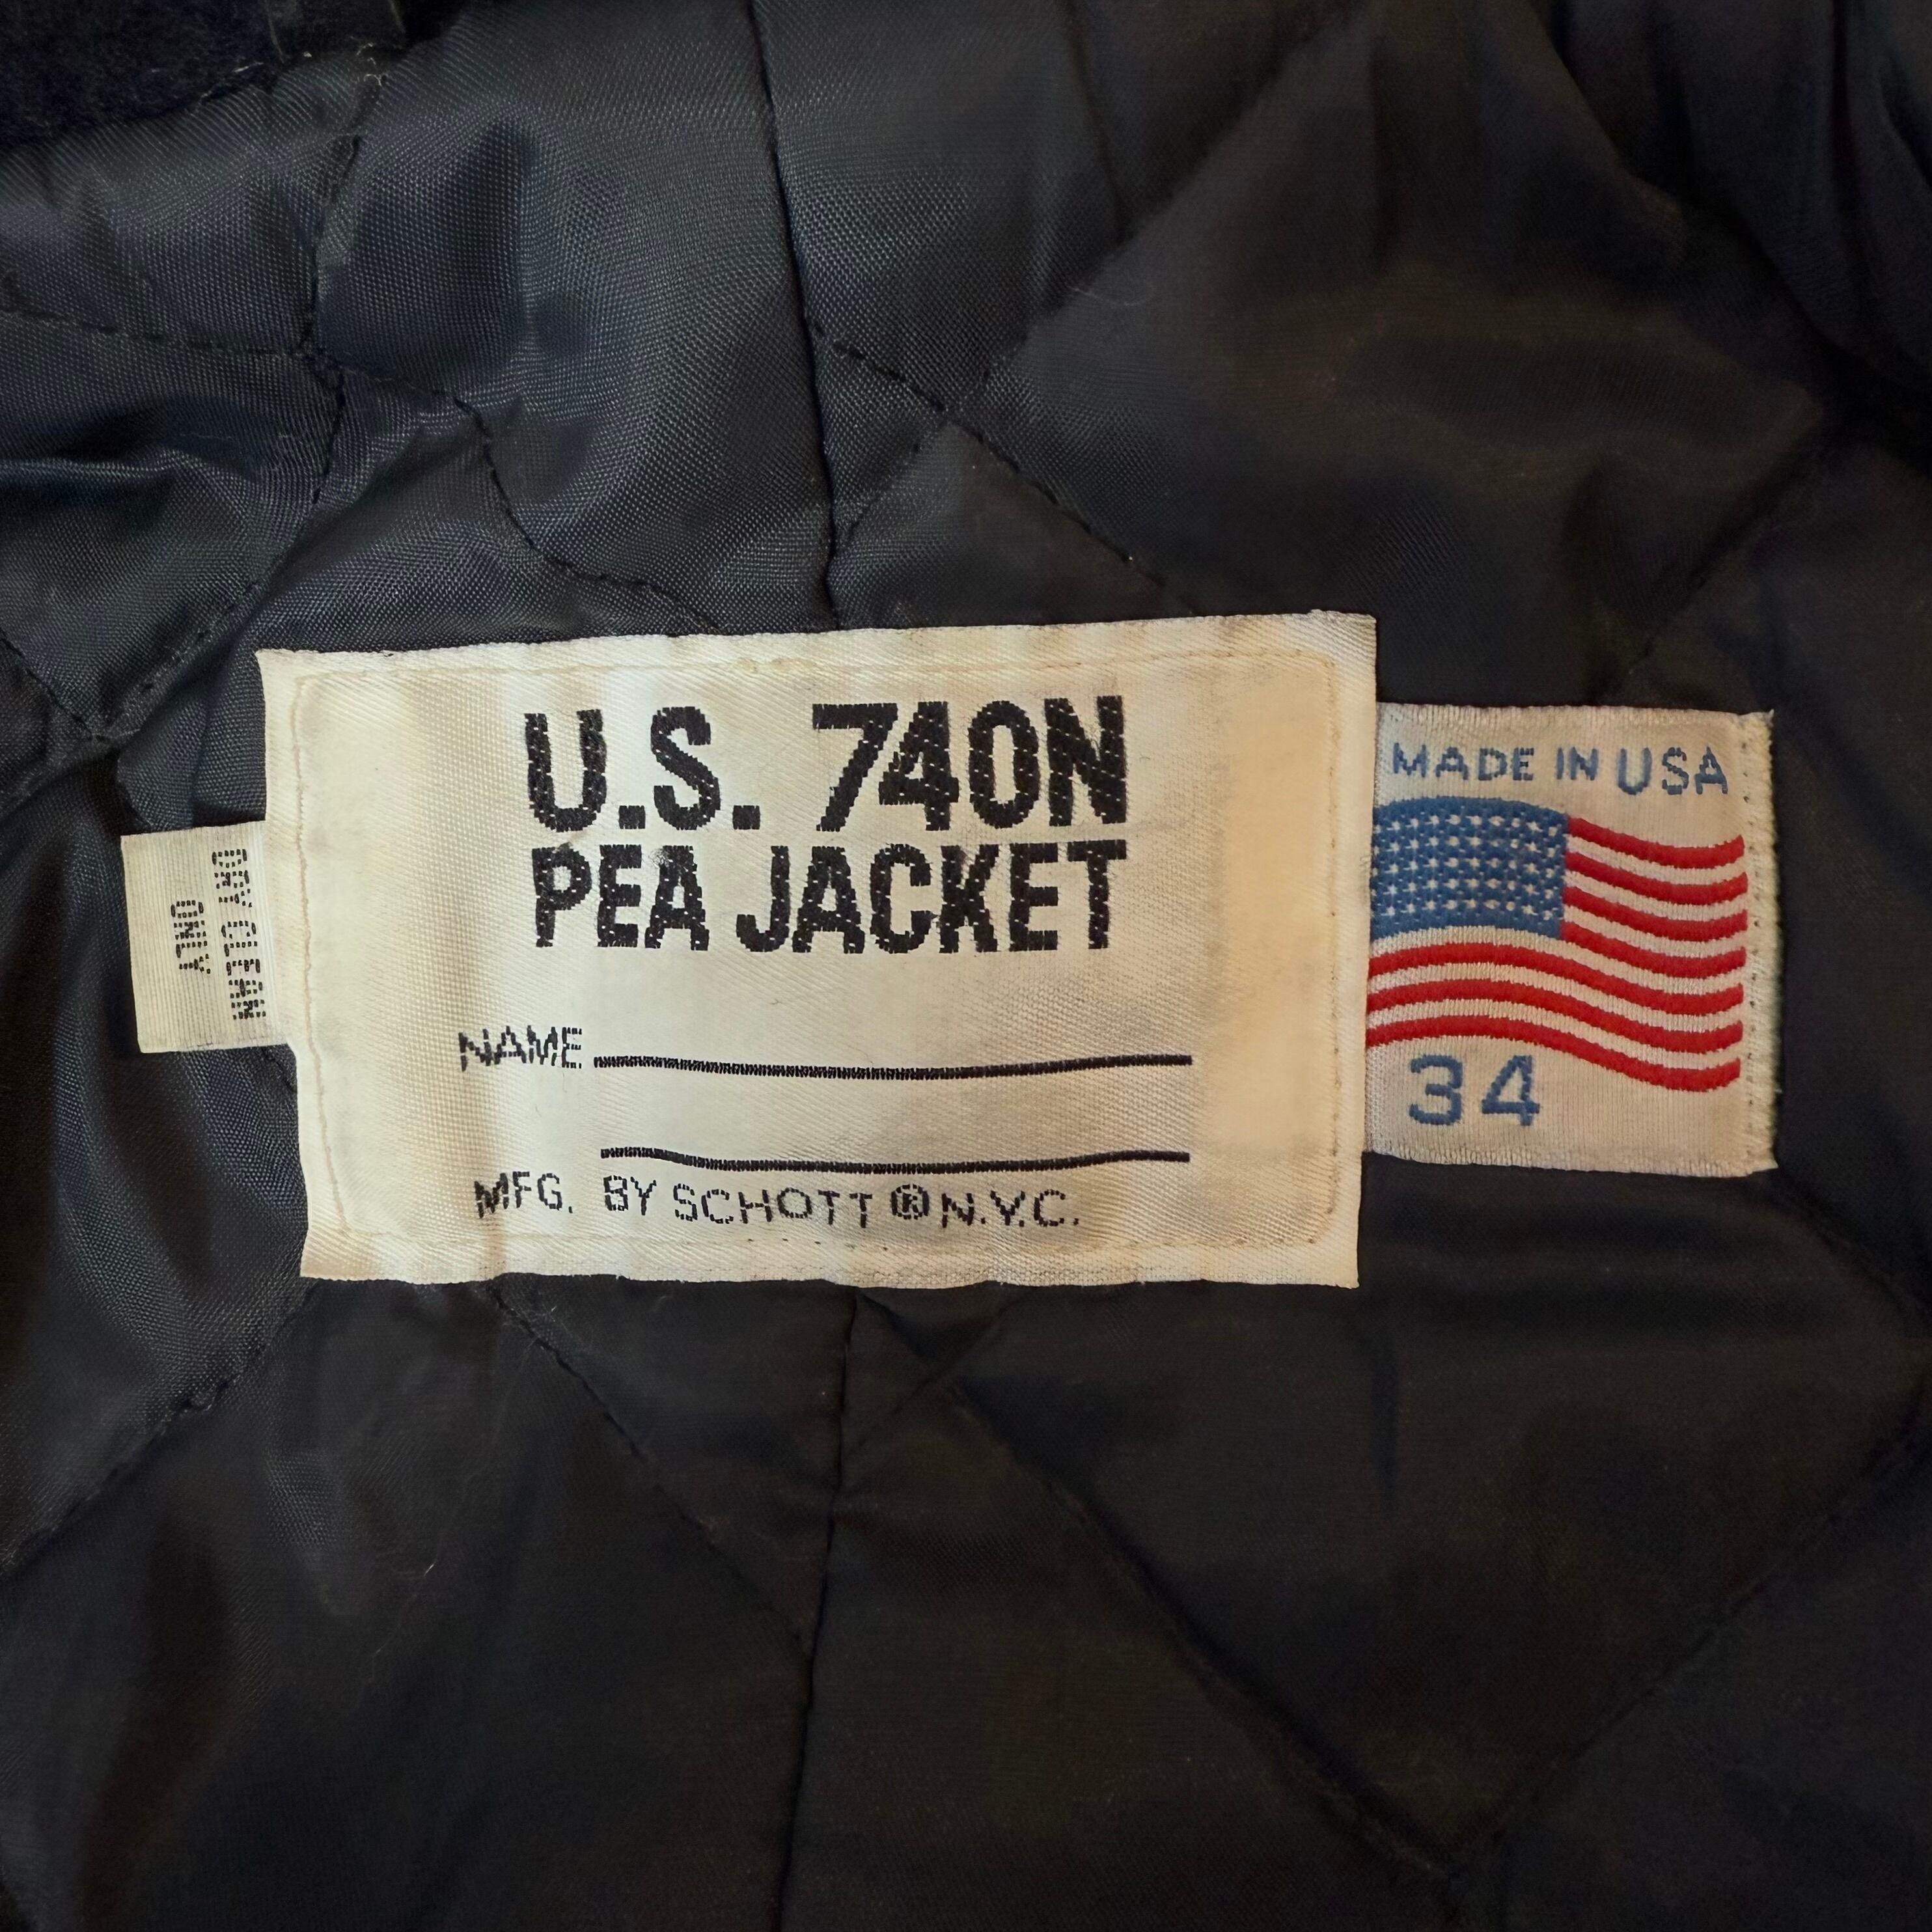 U.S. 740N
PEA JACKET
NAME
MFG. BY SCHOTT ® N.Y.C.
MADE IN USA
34
DRY CLEAN
ONLY